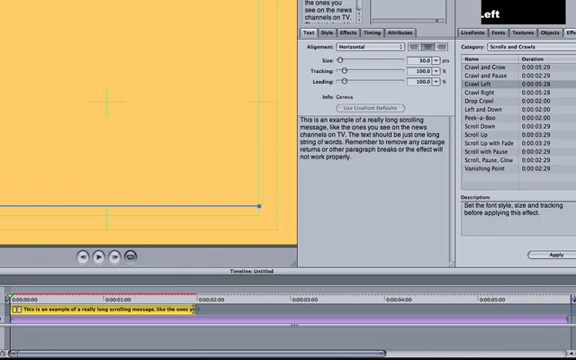 the ones you
see on the news
channels on TV.
Left
Text Style Effects Timing Attributes
LiveFonts Fonts Textures Objects
Alignment: Horizontal
Size: 30.0 pts
Tracking: 100.0 %
Leading: 100.0 %
Info: Geneva
Use LiveFont Defaults
This is an example of a really long scrolling
message, like the ones you see on the news
channels on TV. The text should be just one long
string of words. Remember to remove any carraige
returns or other paragraph breaks or the effect will
not work properly.
Category: Scrolls and Crawls
Name Duration
Crawl and Grow 0:00:05:29
Crawl and Pause 0:00:02:29
Crawl Left 0:00:05:28
Crawl Right 0:00:05:28
Drop Crawl 0:00:02:00
Left and Down 0:00:02:00
Peek-a-Boo 0:00:02:00
Scroll Down 0:00:03:29
Scroll Up 0:00:03:29
Scroll Up with Fade 0:00:03:29
Scroll with Pause 0:00:02:29
Scroll, Pause, Glow 0:00:05:29
Vanishing Point 0:00:02:29
Description:
Set the font style, size and tracking
before applying this effect.
Apply
Timeline: Untitled
0:00:00:00 0:00:01:00 0:00:02:00 0:00:03:00 0:00:04:00 0:00:05:00
T This is an example of a really long scrolling message, like the ones y